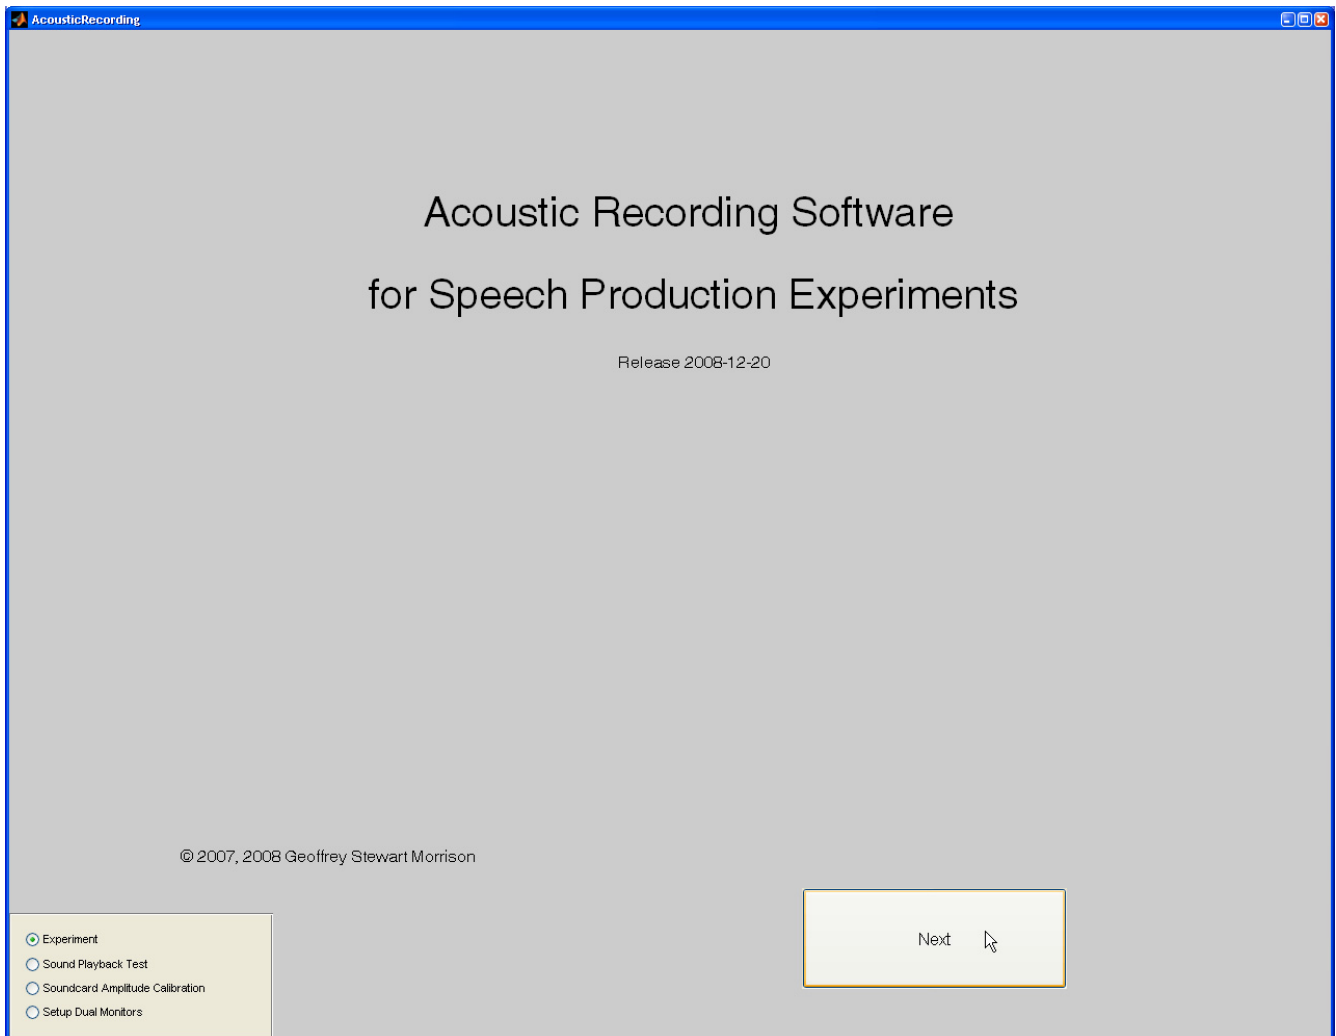 AcousticRecording
Acoustic Recording Software
for Speech Production Experiments
Release 2008-12-20
© 2007, 2008 Geoffrey Stewart Morrison
Next
Experiment
Sound Playback Test
Soundcard Amplitude Calibration
Setup Dual Monitors